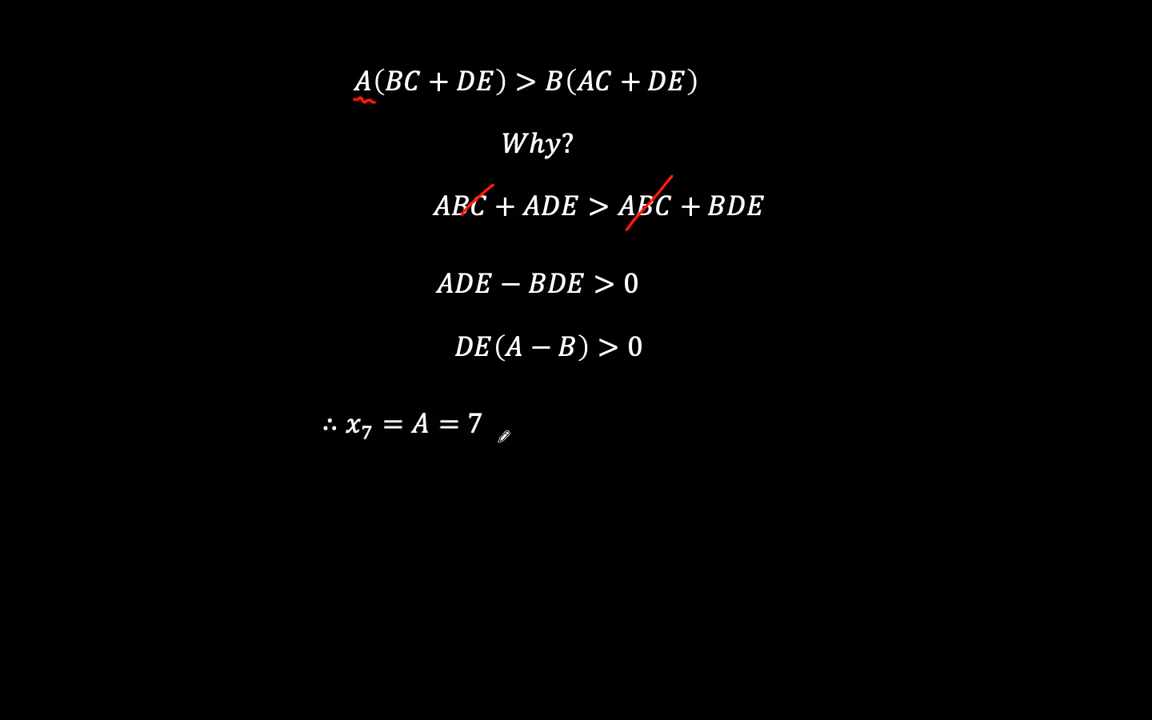 A(BC + DE) > B(AC + DE)
Why?
ABC + ADE > ABC + BDE
ADE − BDE > 0
DE(A − B) > 0
∴ x₇ = A = 7